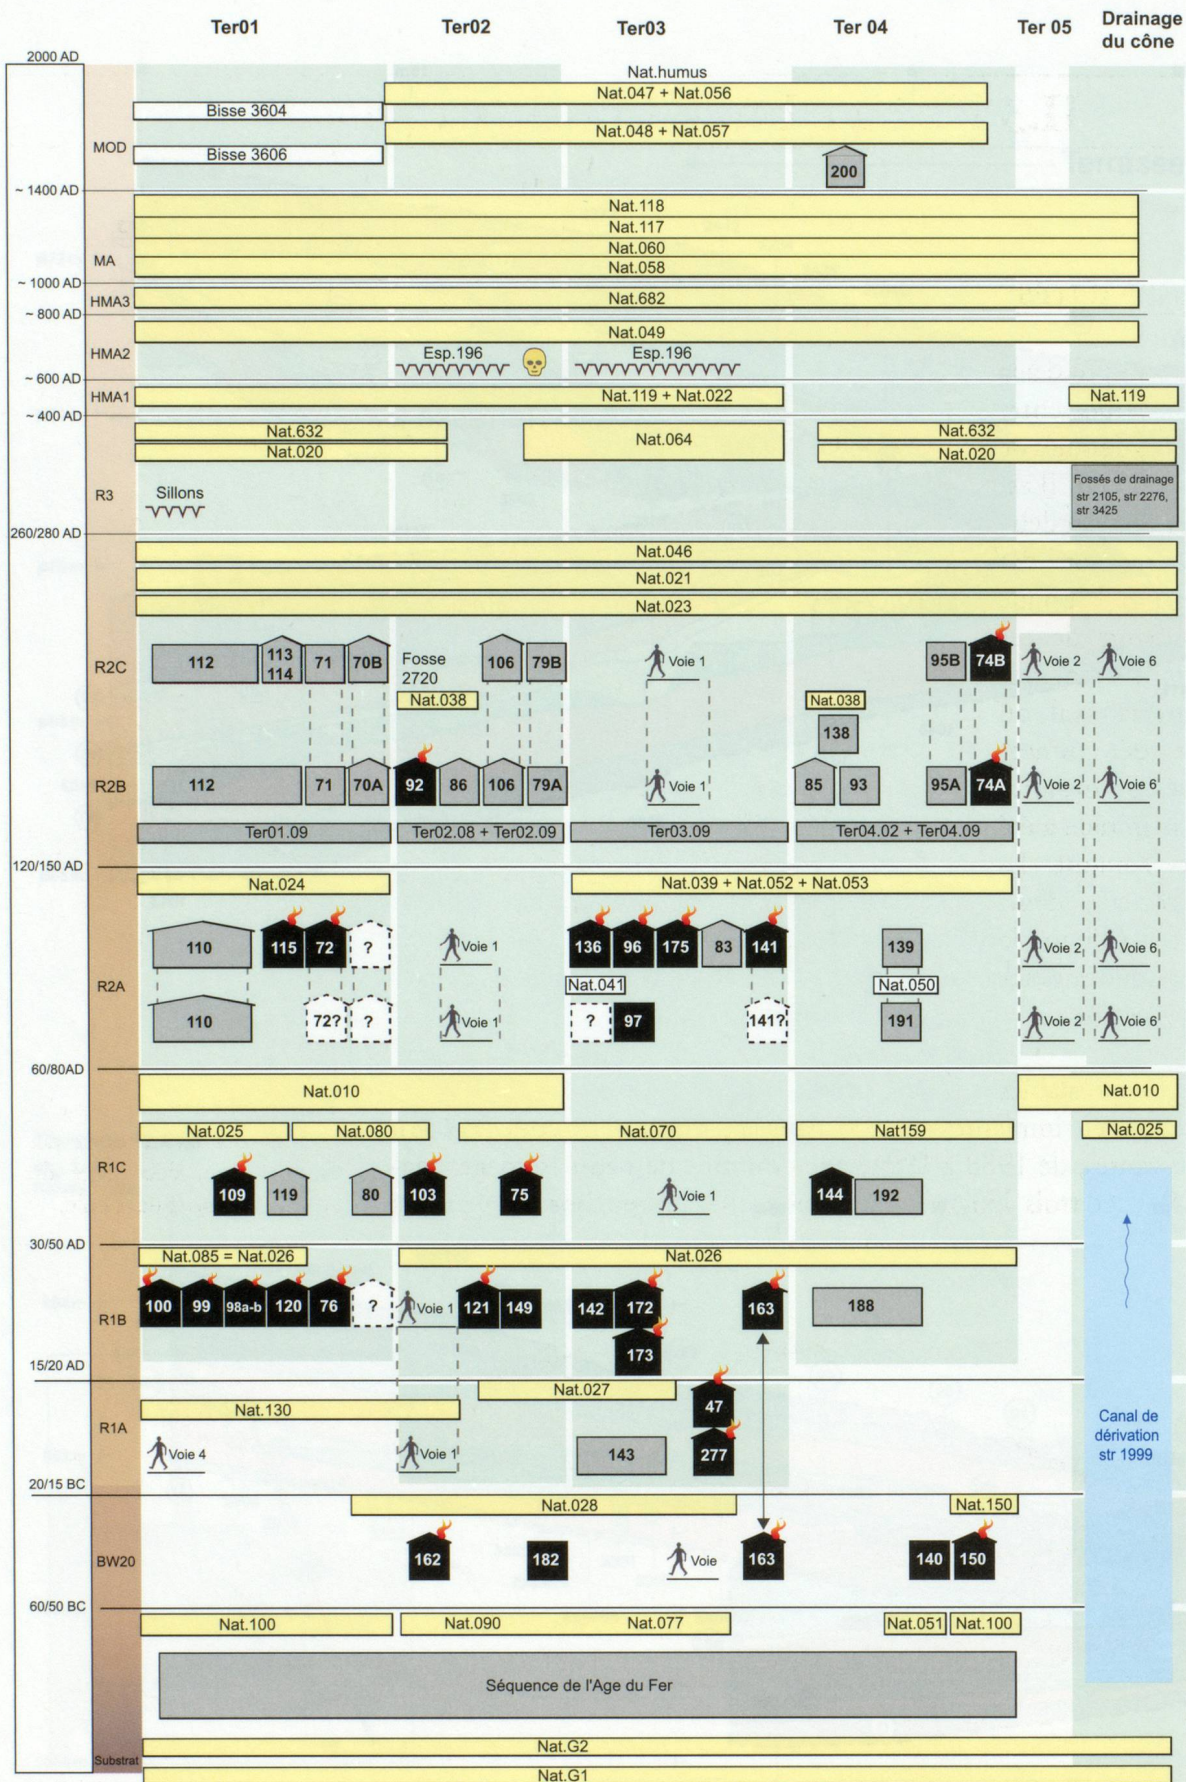 Ter01 Ter02 Ter03 Ter 04 Ter 05 Drainage
du cône
2000 AD
Nat.humus
Nat.047 + Nat.056
Bisse 3604
Nat.048 + Nat.057
MOD
Bisse 3606
200
~ 1400 AD
Nat.118
Nat.117
Nat.060
MA
Nat.058
~ 1000 AD
HMA3
Nat.682
~ 800 AD
Nat.049
HMA2
Esp.196 Esp.196
~ 600 AD
HMA1
Nat.119 + Nat.022 Nat.119
~ 400 AD
Nat.632 Nat.064 Nat.632
Nat.020 Nat.020
R3
Sillons
Fossés de drainage
str 2105, str 2276,
str 3425
260/280 AD
Nat.046
Nat.021
Nat.023
R2C
112 113 71 70B Fosse 106 79B Voie 1 95B 74B Voie 2 Voie 6
114 2720
Nat.038 Nat.038
138
R2B
112 71 70A 92 86 106 79A Voie 1 85 93 95A 74A Voie 2 Voie 6
Ter01.09 Ter02.08 + Ter02.09 Ter03.09 Ter04.02 + Ter04.09
120/150 AD
Nat.024 Nat.039 + Nat.052 + Nat.053
110 115 72 ? Voie 1 136 96 175 83 141 139 Voie 2 Voie 6
R2A
Nat.041 Nat.050
110 72? ? Voie 1 ? 97 141? 191 Voie 2 Voie 6
60/80AD
Nat.010 Nat.010
Nat.025 Nat.080 Nat.070 Nat159 Nat.025
R1C
109 119 80 103 75 Voie 1 144 192
30/50 AD
Nat.085 = Nat.026 Nat.026
R1B
100 99 98a-b 120 76 ? Voie 1 121 149 142 172 163 188
173
15/20 AD
Nat.027
47
Nat.130
R1A
Voie 4 Voie 1 143 277
Canal de
dérivation
str 1999
20/15 BC
Nat.028 Nat.150
BW20
162 182 Voie 163 140 150
60/50 BC
Nat.100 Nat.090 Nat.077 Nat.051 Nat.100
Séquence de l'Age du Fer
Nat.G2
Substrat
Nat.G1